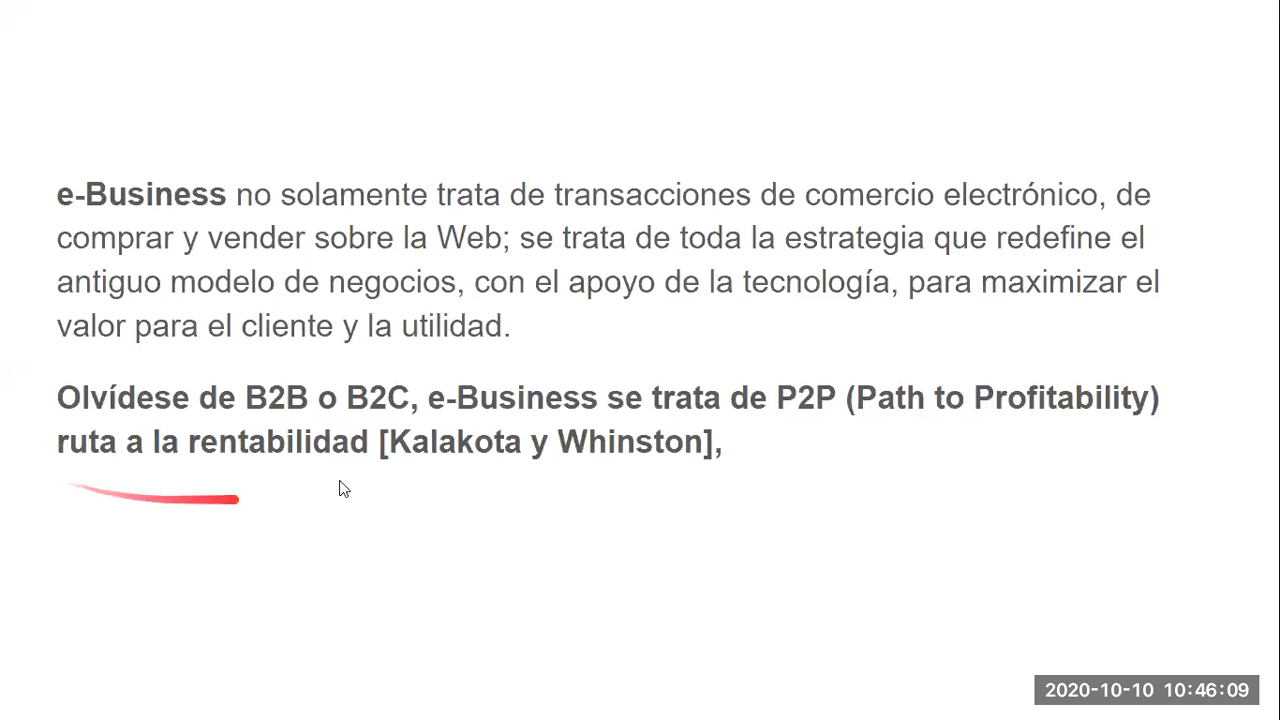 e-Business no solamente trata de transacciones de comercio electrónico, de
comprar y vender sobre la Web; se trata de toda la estrategia que redefine el
antiguo modelo de negocios, con el apoyo de la tecnología, para maximizar el
valor para el cliente y la utilidad.
Olvídese de B2B o B2C, e-Business se trata de P2P (Path to Profitability)
ruta a la rentabilidad [Kalakota y Whinston],
2020-10-10 10:46:09